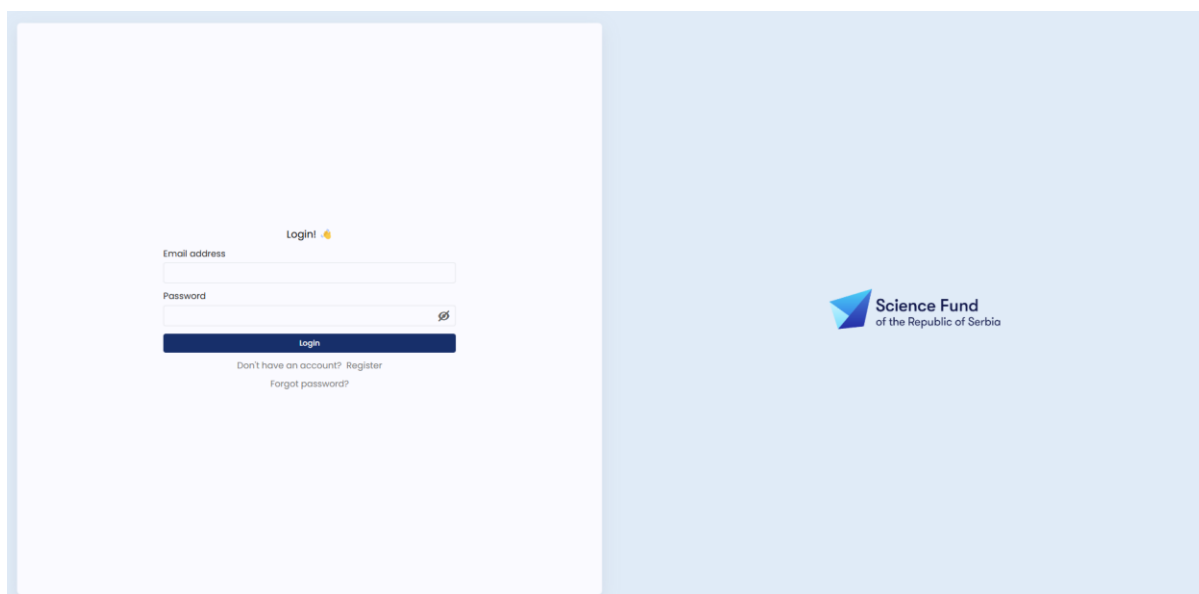 Login! 👋
Email address
Password
Login
Don't have an account? Register
Forgot password?
Science Fund
of the Republic of Serbia